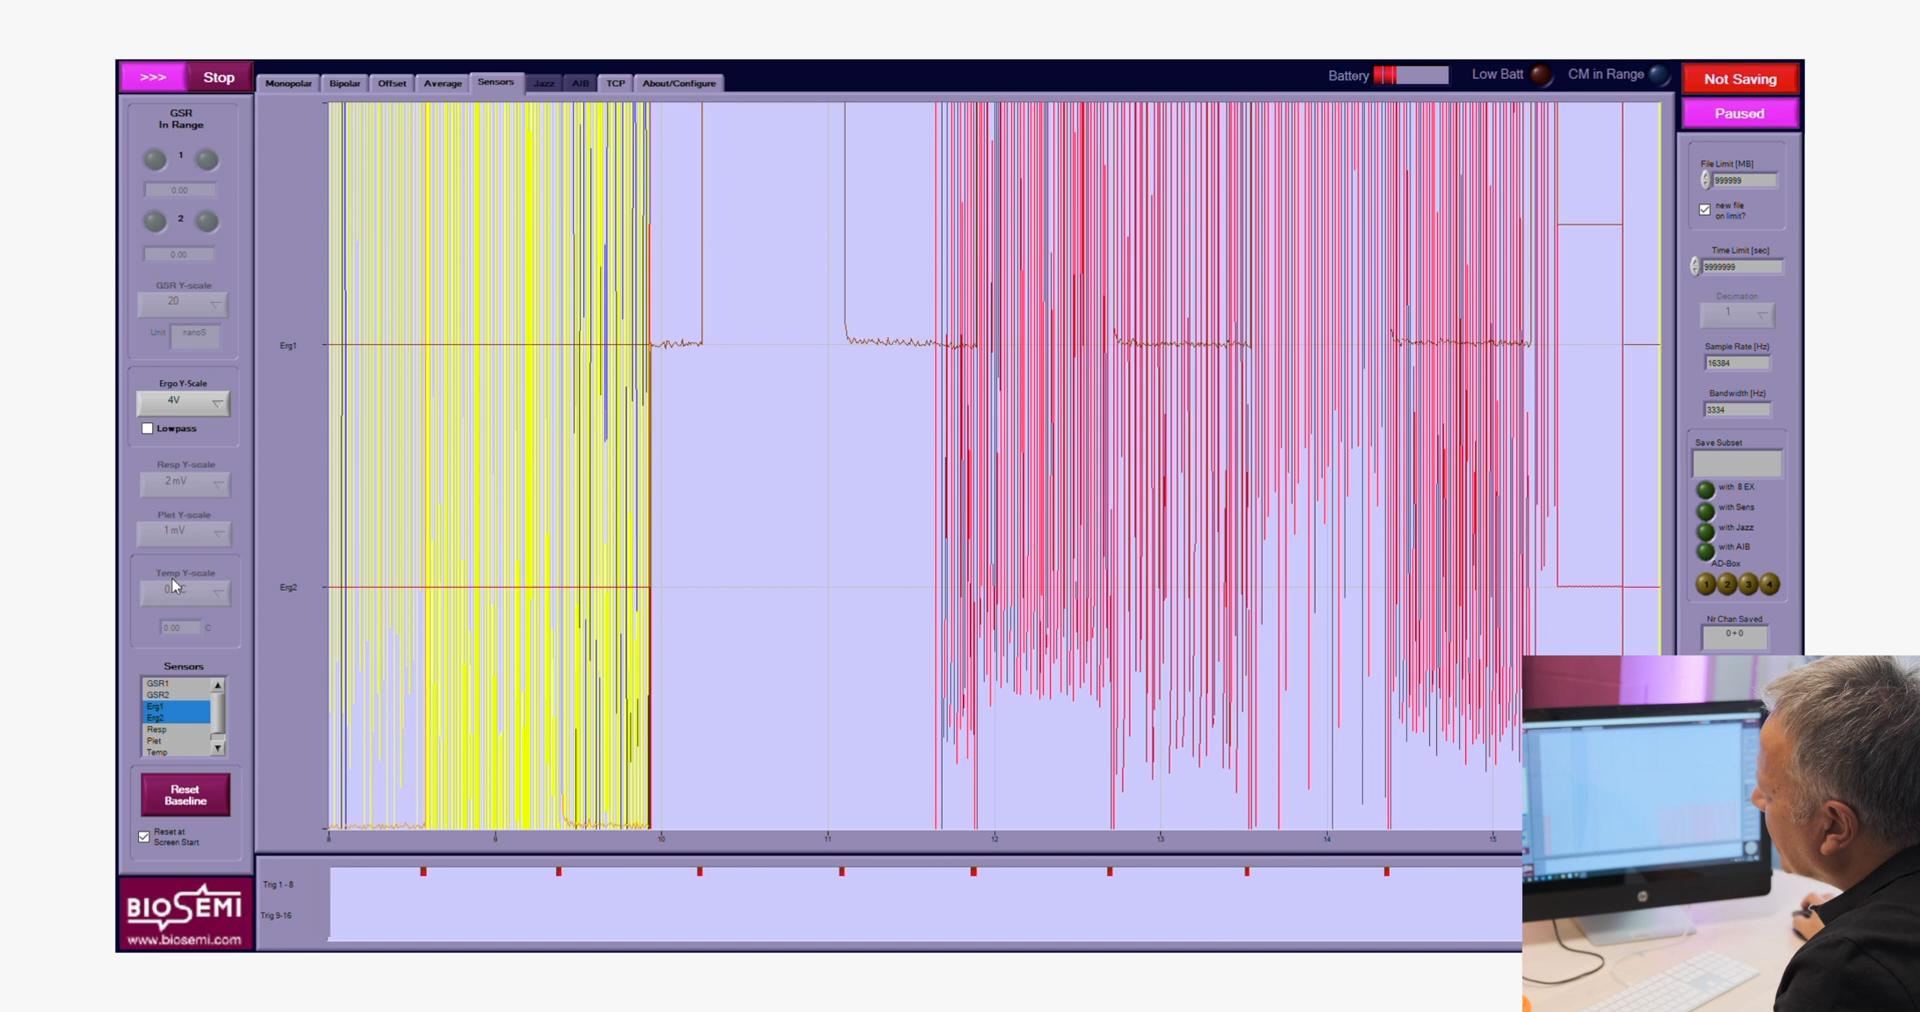 >>> Stop
Monopolar Bipolar Offset Average Sensors Jazz AIB TCP About/Configure
Battery Low Batt CM in Range
Not Saving
Paused
GSR
In Range
1
0.00
2
0.00
GSR Y-scale
20
Unit nanoS
Ergo Y-Scale
4V
Lowpass
Resp Y-scale
2 mV
Plet Y-scale
1 mV
Temp Y-scale
0.00 C
Sensors
GSR1
GSR2
Erg1
Erg2
Resp
Plet
Temp
Reset
Baseline
Reset at
Screen Start
BIOSEMI
www.biosemi.com
Erg1
Erg2
8 9 10 11 12 13 14 15
Trig 1-8
Trig 9-16
File Limit [MB]
999999
new file
on limit?
Time Limit [sec]
9999999
Decimation
1
Sample Rate [Hz]
16384
Bandwidth [Hz]
3334
Save Subset
with 8 EX
with Sens
with Jazz
with AIB
AD-Box
1 2 3 4
Nr Chan Saved
0+0